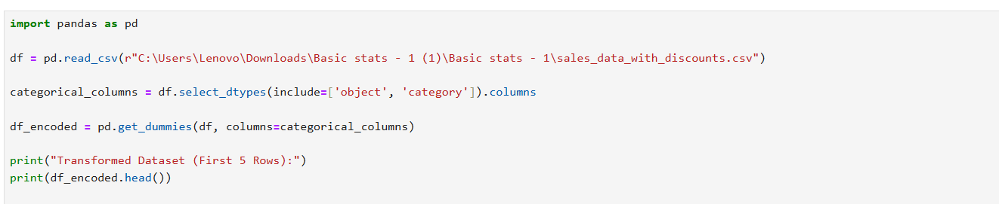 import pandas as pd
df = pd.read_csv(r"C:\Users\Lenovo\Downloads\Basic stats - 1 (1)\Basic stats - 1\sales_data_with_discounts.csv")
categorical_columns = df.select_dtypes(include=['object', 'category']).columns
df_encoded = pd.get_dummies(df, columns=categorical_columns)
print("Transformed Dataset (First 5 Rows):")
print(df_encoded.head())